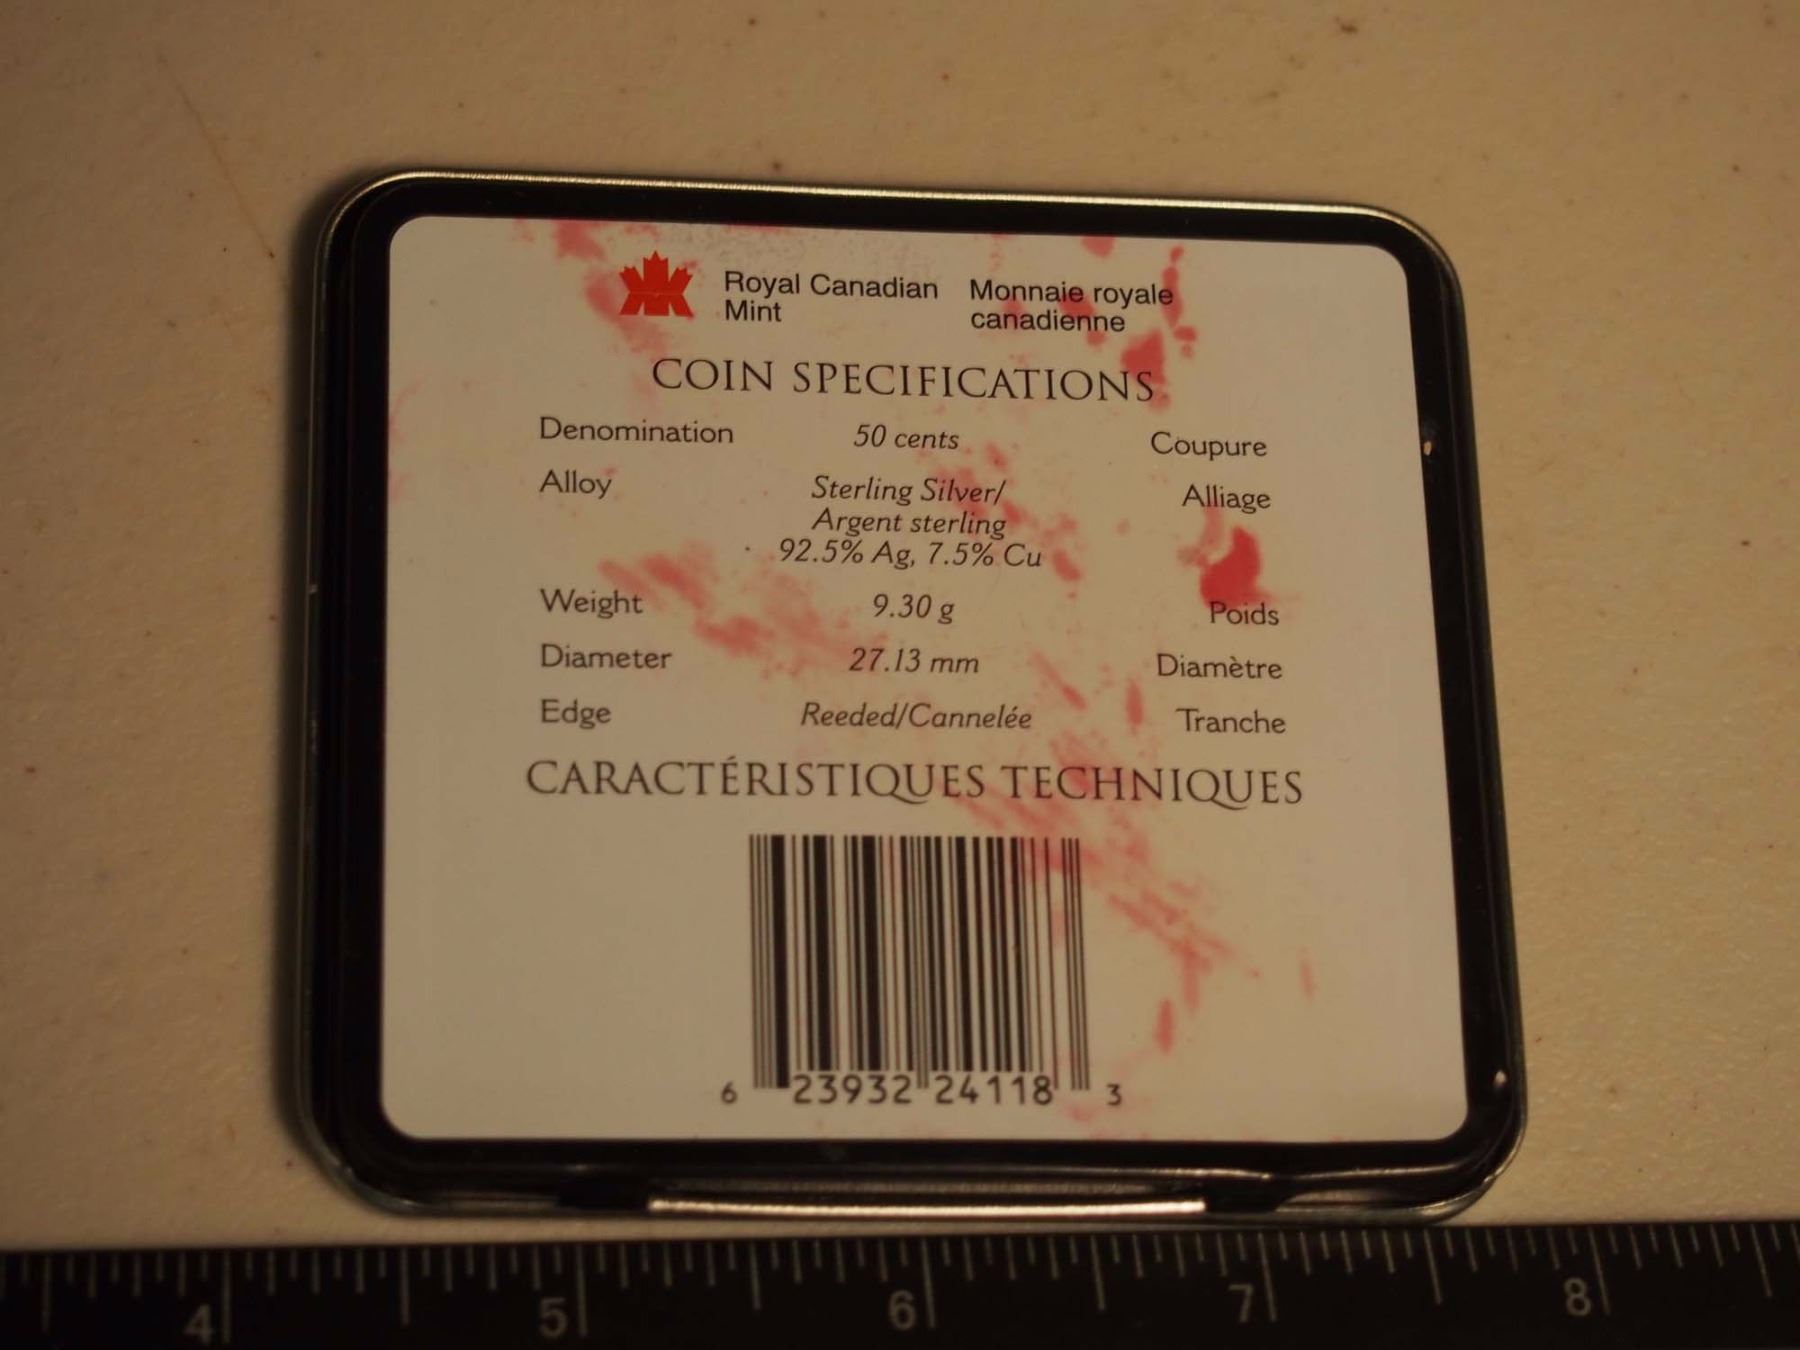 Royal Canadian Mint
Monnaie royale canadienne
COIN SPECIFICATIONS
Denomination 50 cents Coupure
Alloy Sterling Silver/ Alliage
Argent sterling
92.5% Ag, 7.5% Cu
Weight 9.30 g Poids
Diameter 27.13 mm Diamètre
Edge Reeded/Cannelée Tranche
CARACTÉRISTIQUES TECHNIQUES
6 23932 24118 3
4 5 6 7 8